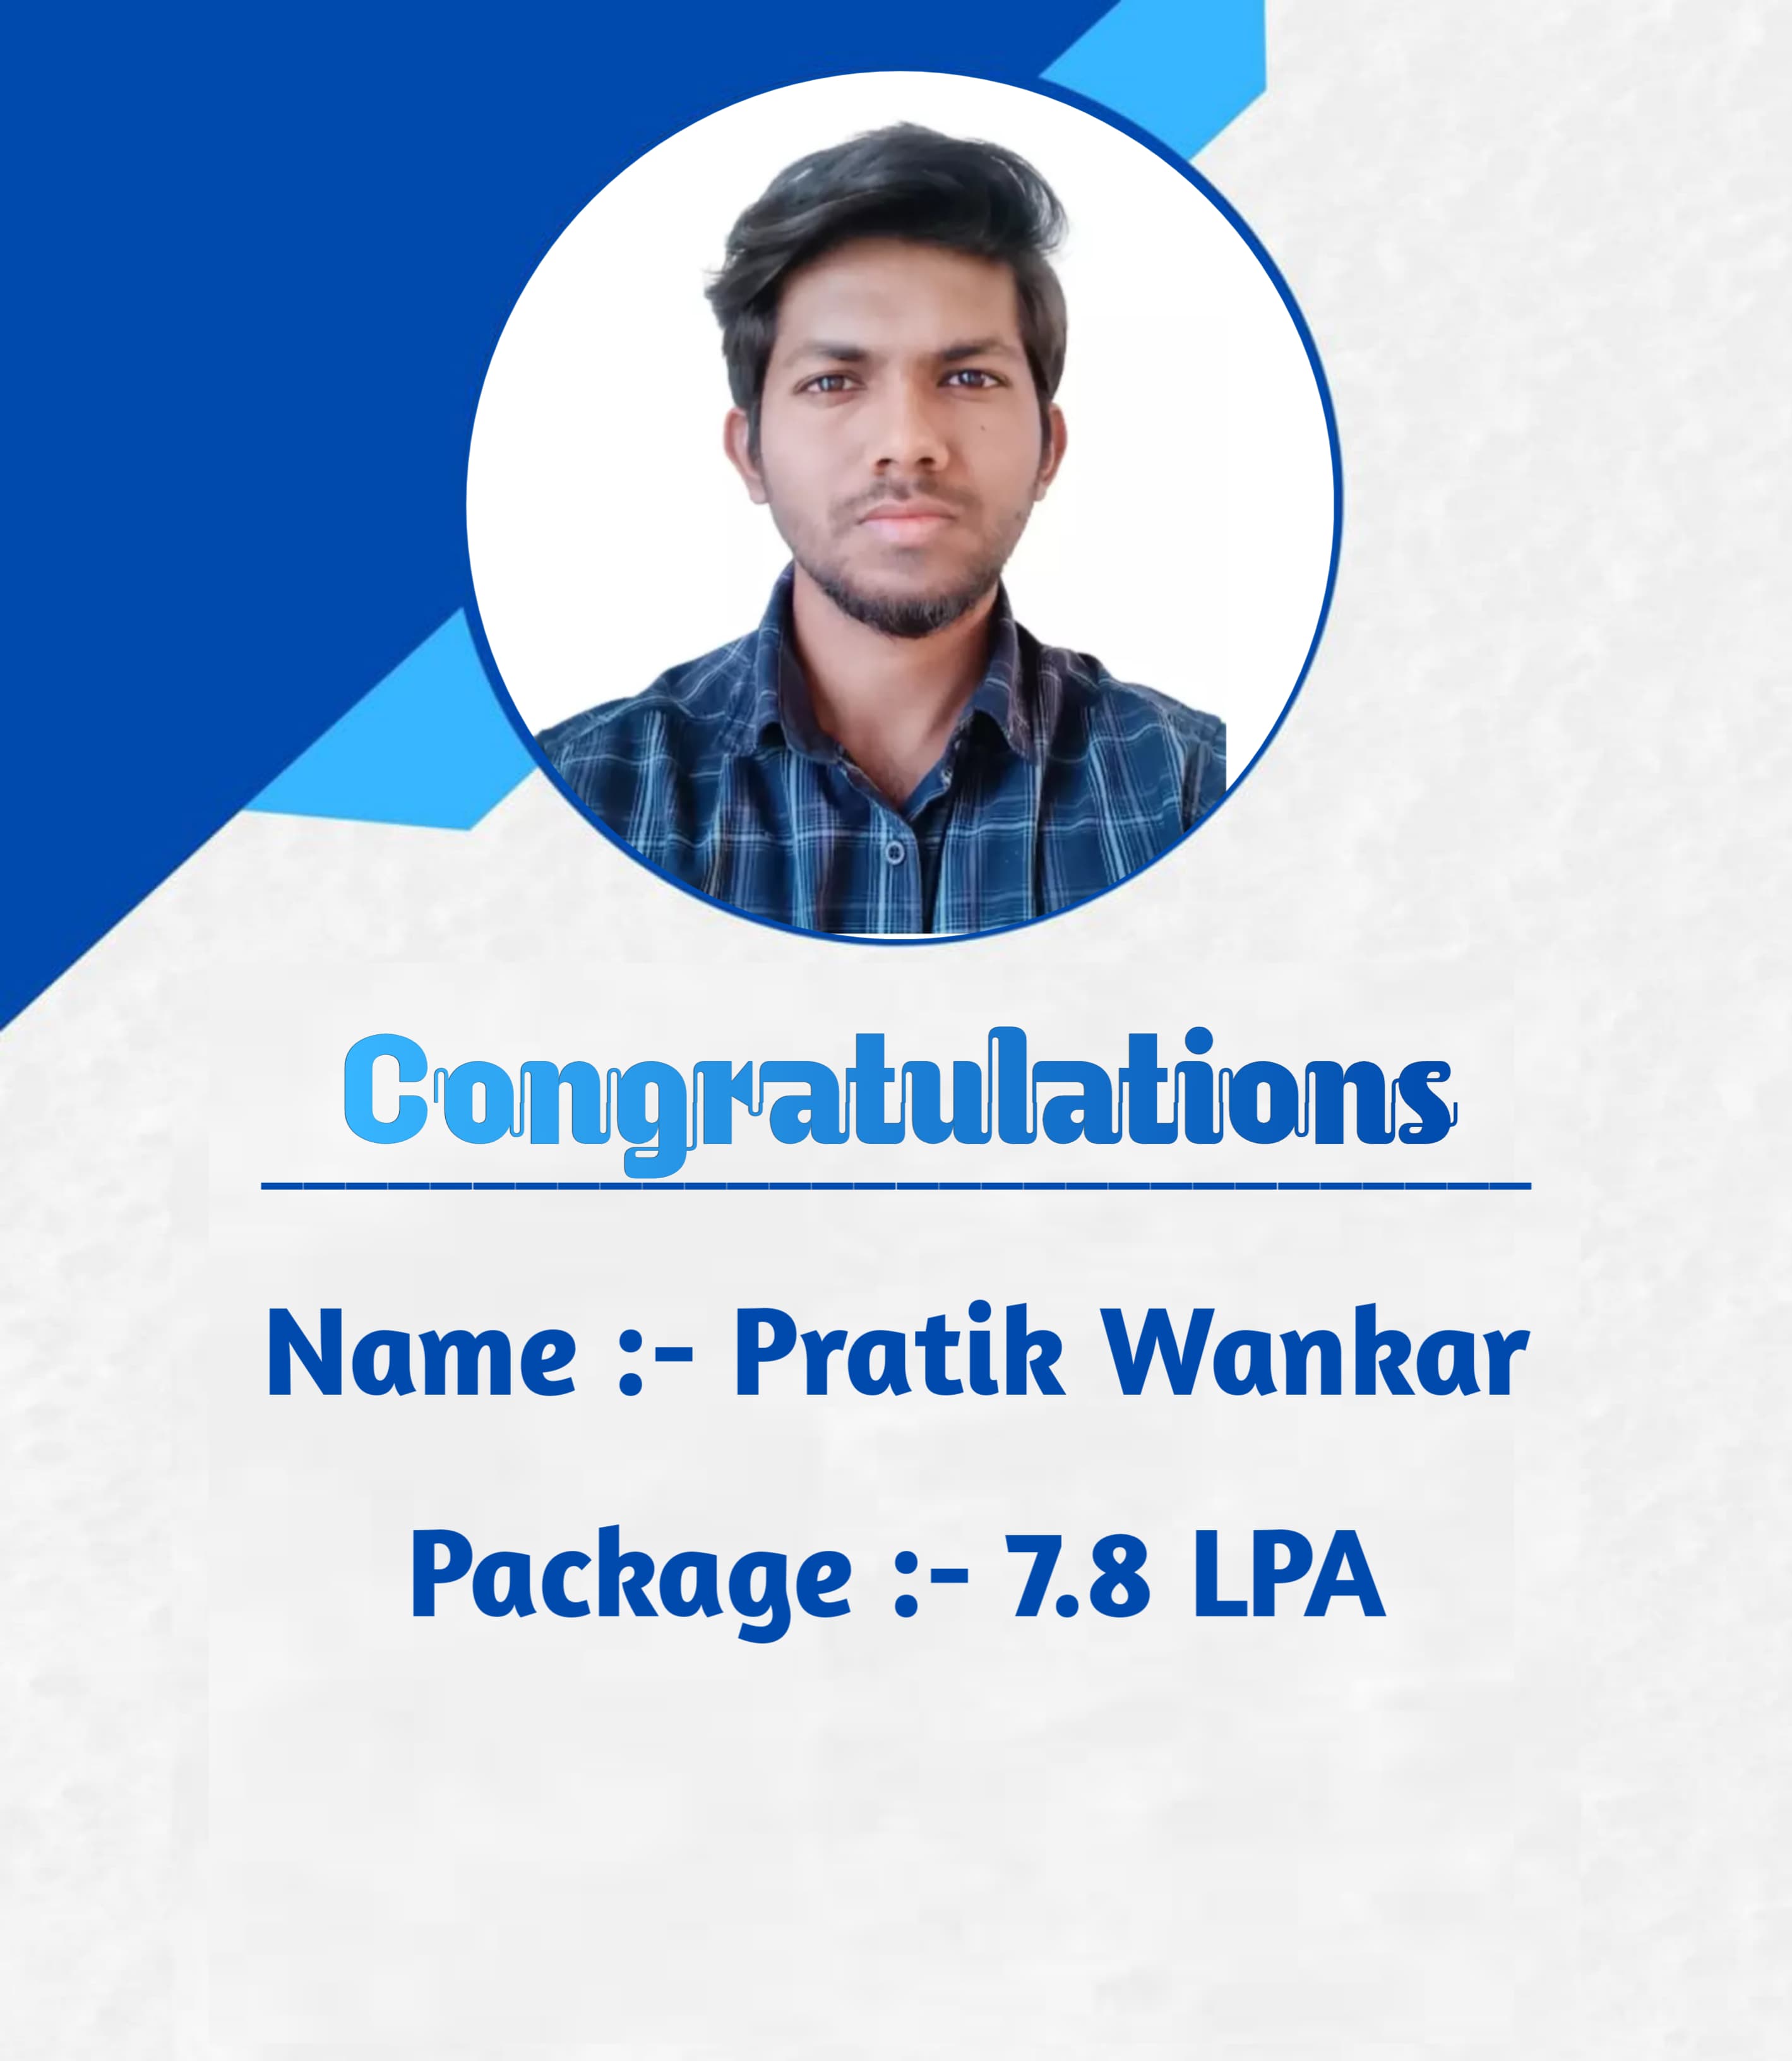 Congratulations
Name :- Pratik Wankar
Package :- 7.8 LPA